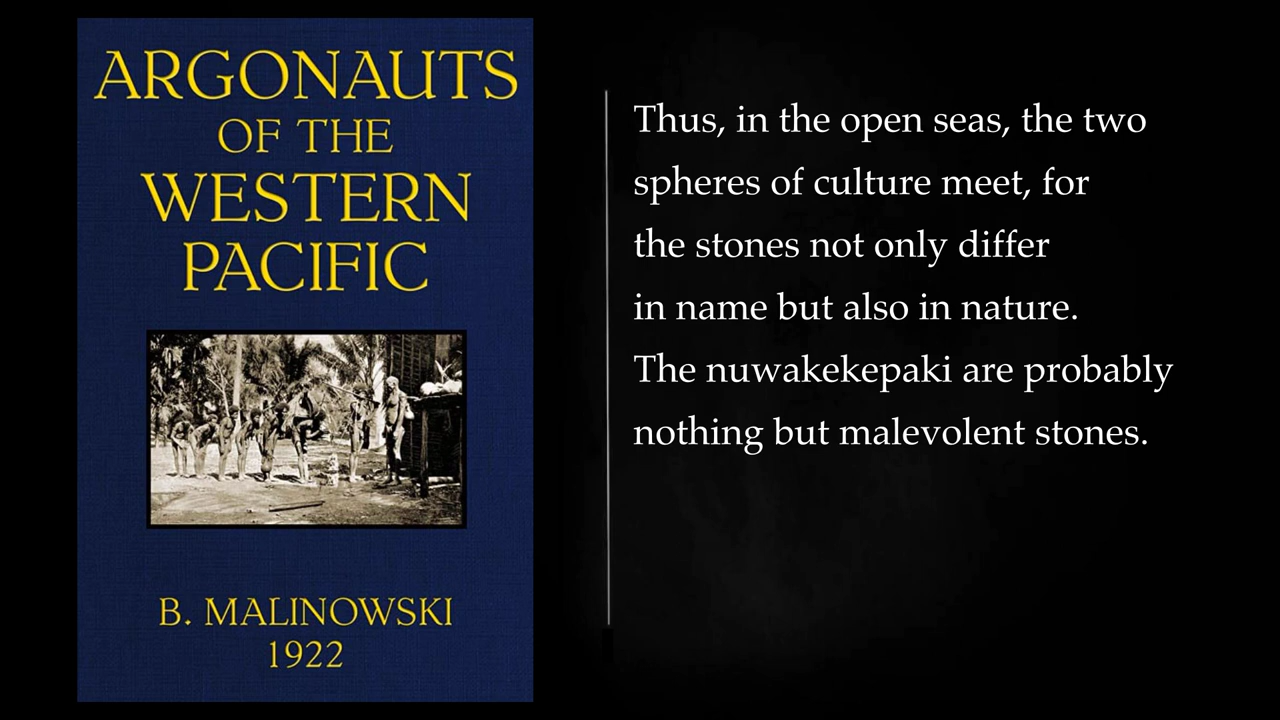 ARGONAUTS
OF THE
WESTERN
PACIFIC
B. MALINOWSKI
1922
Thus, in the open seas, the two
spheres of culture meet, for
the stones not only differ
in name but also in nature.
The nuwakekepaki are probably
nothing but malevolent stones.